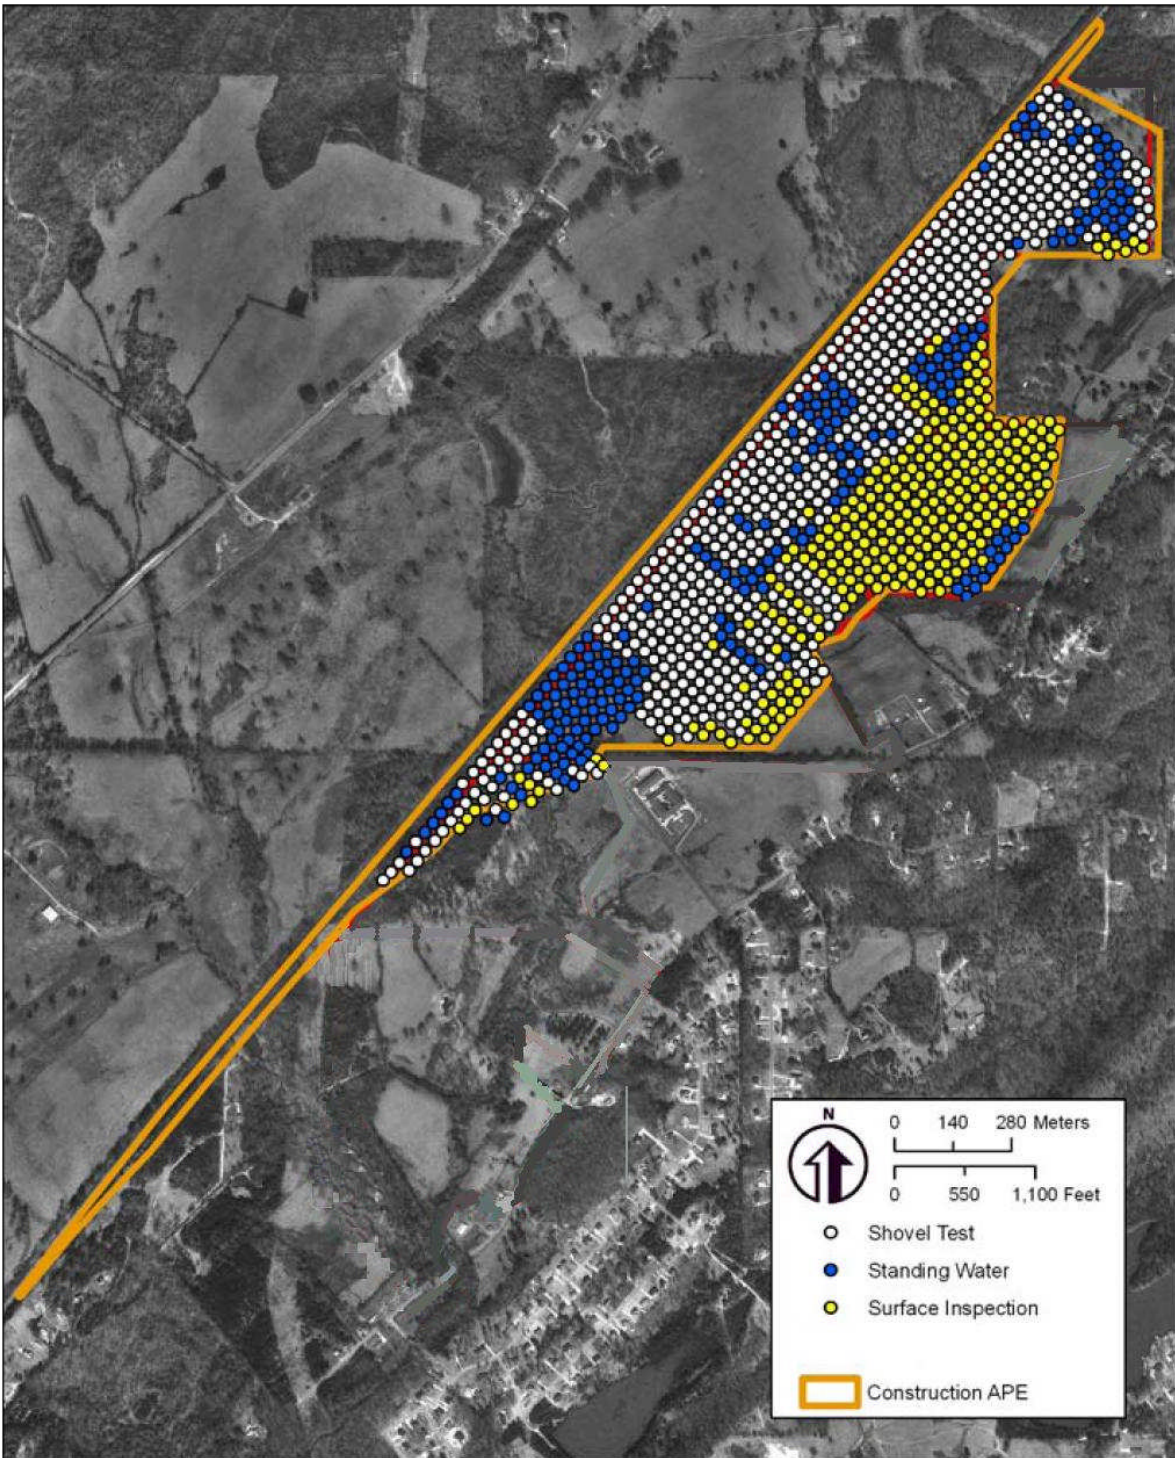 N
0 140 280 Meters
0 550 1,100 Feet
Shovel Test
Standing Water
Surface Inspection
Construction APE